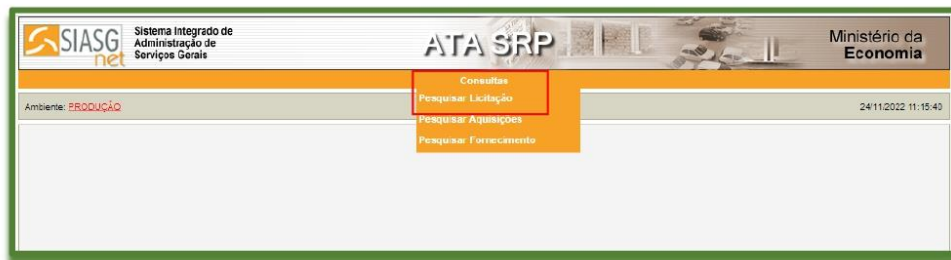 SIASG
net
Sistema Integrado de
Administração de
Serviços Gerais
ATA SRP
Ministério da
Economia
Consultas
Pesquisar Licitação
Pesquisar Aquisições
Pesquisar Fornecimento
Ambiente: PRODUÇÃO
24/11/2022 11:15:40